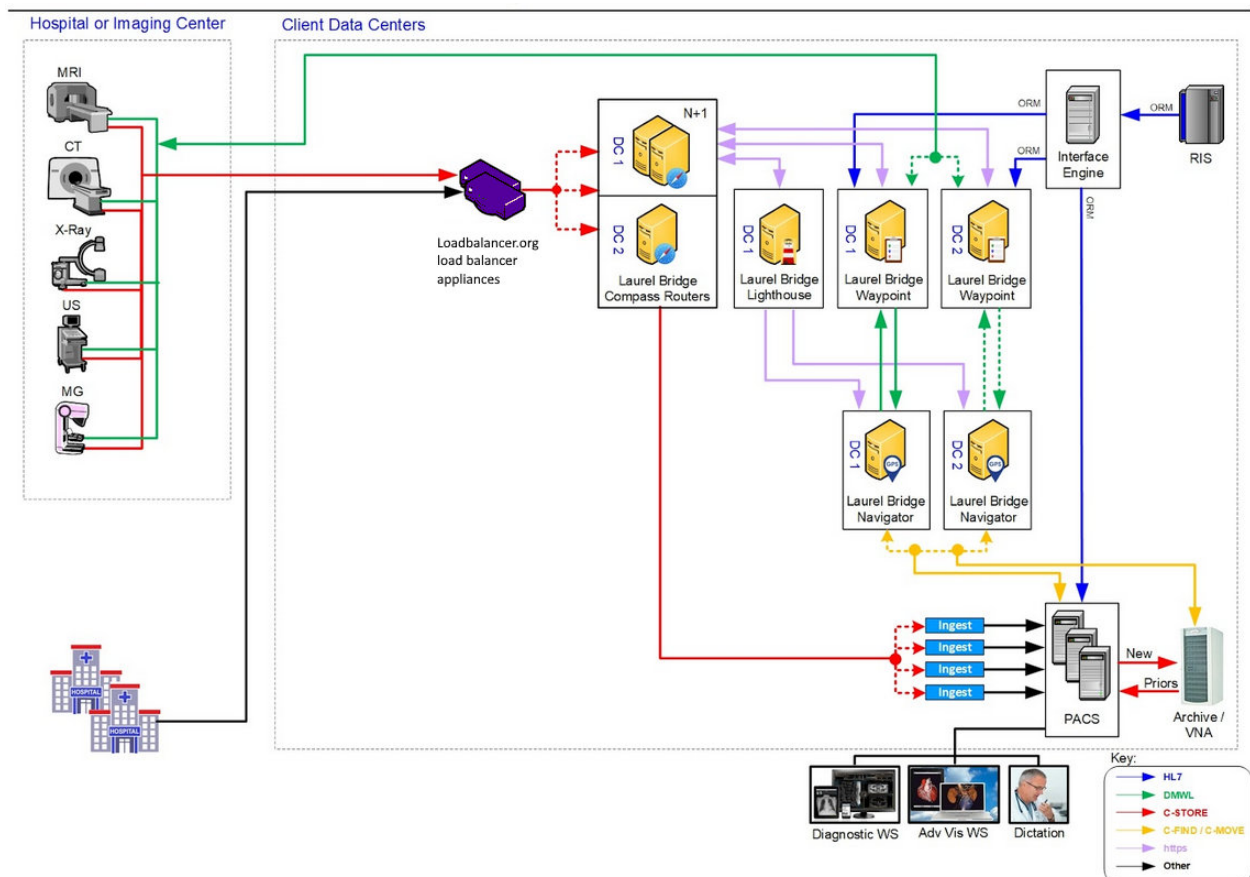 Hospital or Imaging Center
Client Data Centers
MRI
CT
X-Ray
US
MG
HOSPITAL
HOSPITAL
Loadbalancer.org
load balancer
appliances
N+1
DC 1
DC 2
Laurel Bridge
Compass Routers
DC 1
Laurel Bridge
Lighthouse
DC 1
Laurel Bridge
Waypoint
DC 2
Laurel Bridge
Waypoint
ORM
ORM
Interface
Engine
ORM
RIS
ORM
DC 1
GPS
Laurel Bridge
Navigator
DC 2
GPS
Laurel Bridge
Navigator
Ingest
Ingest
Ingest
Ingest
PACS
New
Priors
Archive /
VNA
Diagnostic WS
Adv Vis WS
Dictation
Key:
HL7
DMWL
C-STORE
C-FIND / C-MOVE
https
Other